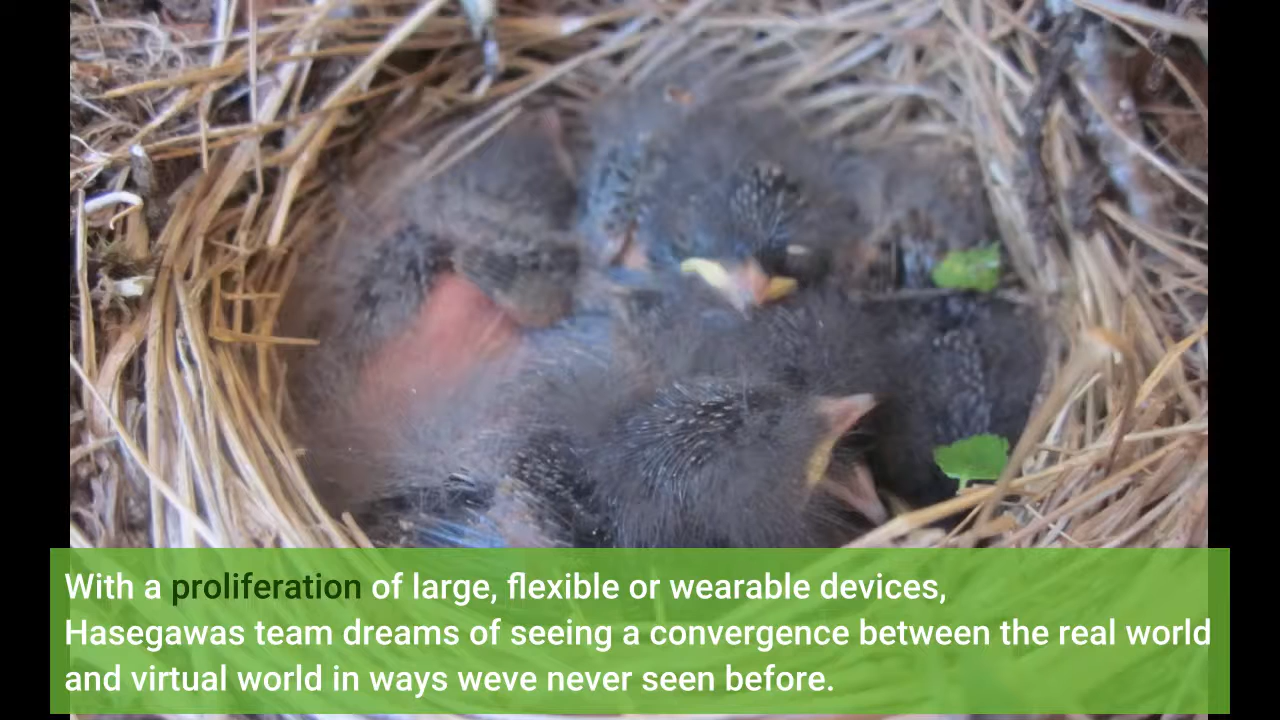 With a proliferation of large, flexible or wearable devices,
Hasegawas team dreams of seeing a convergence between the real world
and virtual world in ways weve never seen before.